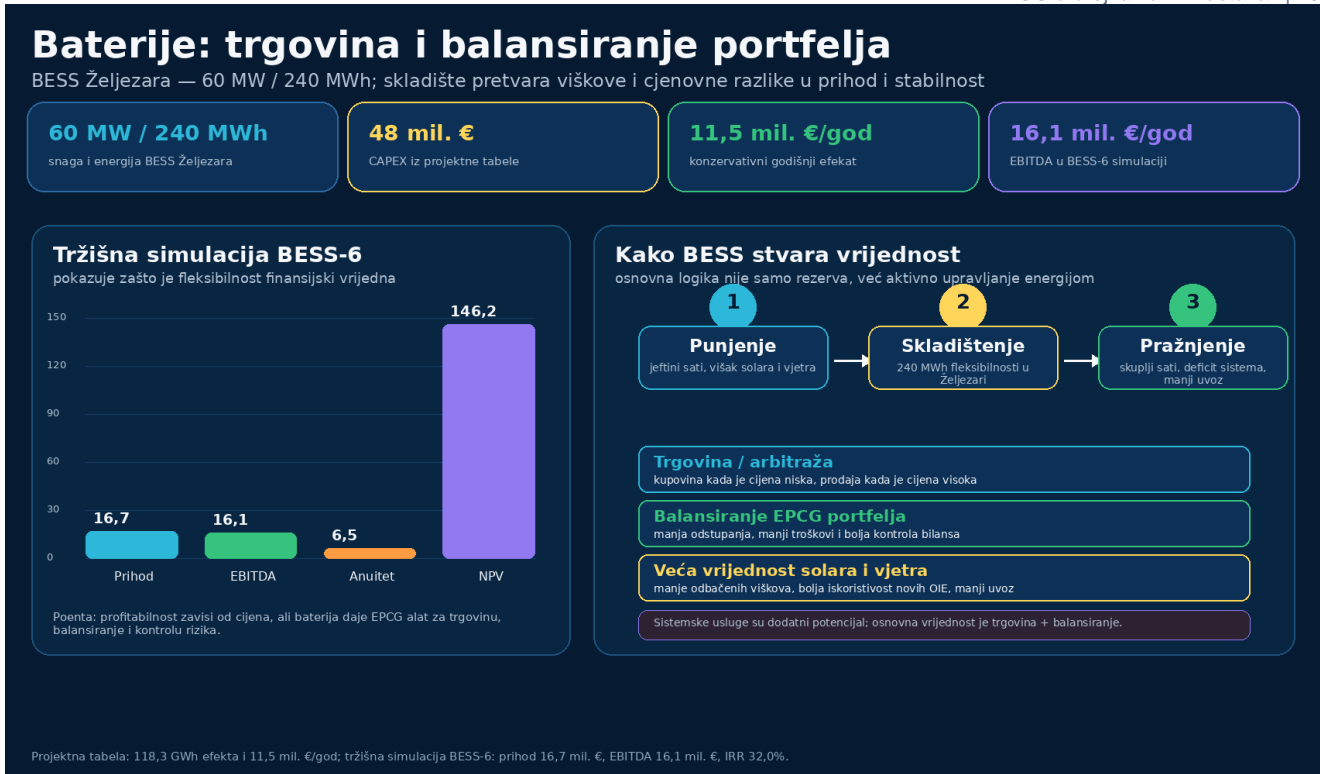 Baterije: trgovina i balansiranje portfelja
BESS Željezara — 60 MW / 240 MWh; skladište pretvara viškove i cjenovne razlike u prihod i stabilnost
60 MW / 240 MWh
snaga i energija BESS Željezara
48 mil. €
CAPEX iz projektne tabele
11,5 mil. €/god
konzervativni godišnji efekat
16,1 mil. €/god
EBITDA u BESS-6 simulaciji
Tržišna simulacija BESS-6
pokazuje zašto je fleksibilnost finansijski vrijedna
150
120
90
60
30
0
16,7
16,1
6,5
146,2
Prihod
EBITDA
Anuitet
NPV
Poenta: profitabilnost zavisi od cijena, ali baterija daje EPCG alat za trgovinu,
balansiranje i kontrolu rizika.
Kako BESS stvara vrijednost
osnovna logika nije samo rezerva, već aktivno upravljanje energijom
1
Punjenje
jeftini sati, višak solara i vjetra
2
Skladištenje
240 MWh fleksibilnosti u
Željezari
3
Pražnjenje
skuplji sati, deficit sistema,
manji uvoz
Trgovina / arbitraža
kupovina kada je cijena niska, prodaja kada je cijena visoka
Balansiranje EPCG portfelja
manja odstupanja, manji troškovi i bolja kontrola bilansa
Veća vrijednost solara i vjetra
manje odbačenih viškova, bolja iskoristivost novih OIE, manji uvoz
Sistemske usluge su dodatni potencijal; osnovna vrijednost je trgovina + balansiranje.
Projektna tabela: 118,3 GWh efekta i 11,5 mil. €/god; tržišna simulacija BESS-6: prihod 16,7 mil. €, EBITDA 16,1 mil. €, IRR 32,0%.